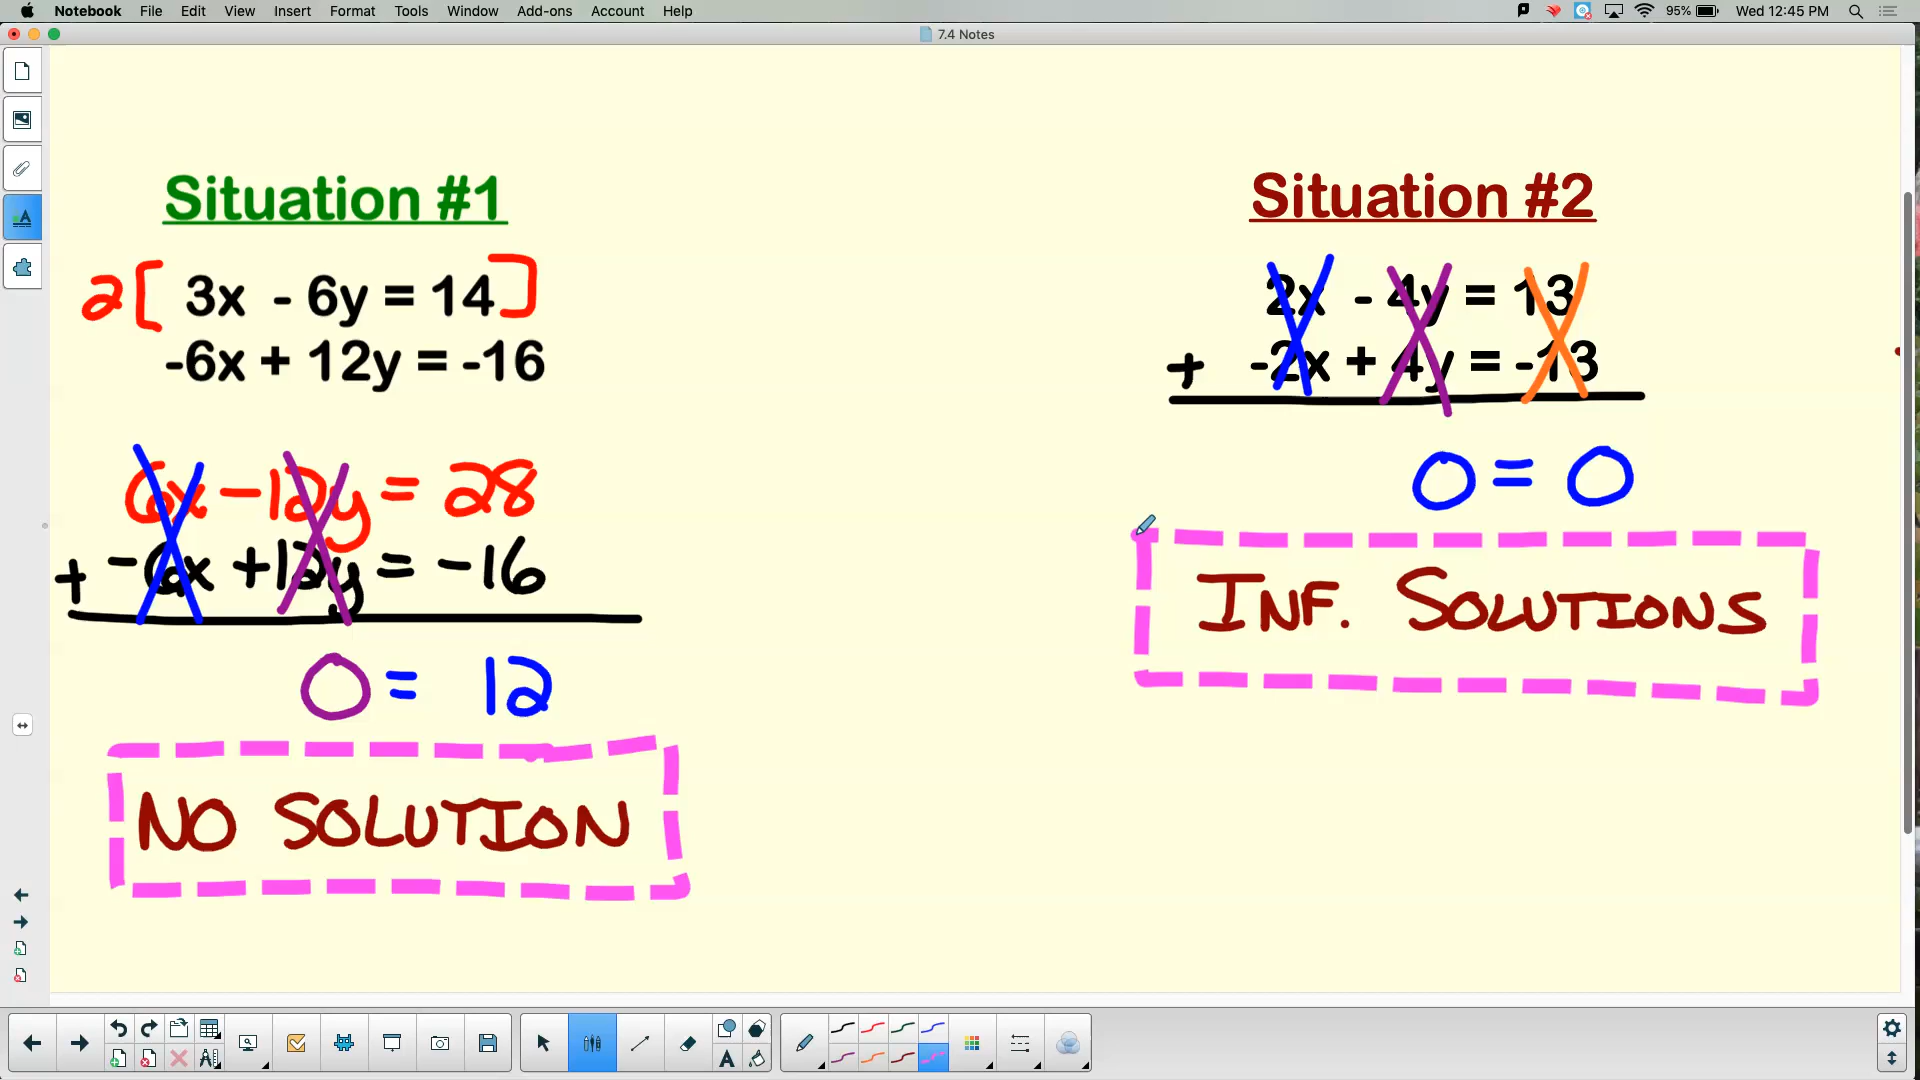 Notebook File Edit View Insert Format Tools Window Add-ons Account Help 95% Wed 12:45 PM
7.4 Notes
Situation #1
2[ 3x - 6y = 14 ]
-6x + 12y = -16
6x - 12y = 28
+ -6x + 12y = -16
0 = 12
NO SOLUTION
Situation #2
2x - 4y = 13
+ -2x + 4y = -13
0 = 0
INF. SOLUTIONS